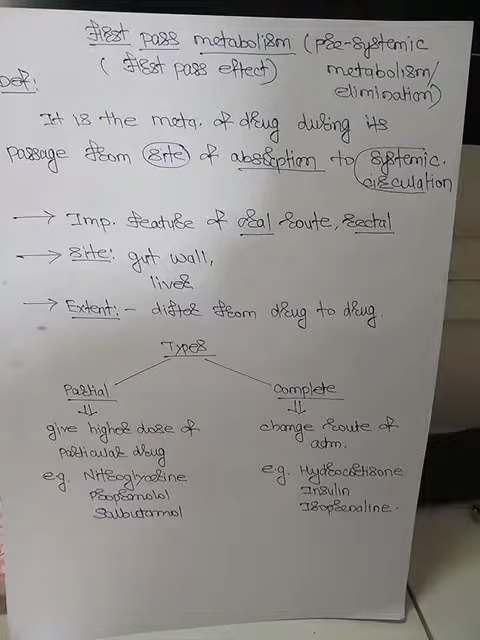 First pass metabolism (pre-systemic
( First pass effect) metabolism/
elimination)
Def:
It is the meta. of drug during its
passage from site of absorption to systemic.
circulation
→ Imp. feature of oral route, rectal
→ Site: gut wall,
liver
→ Extent:- differ from drug to drug.
Types
Partial
Complete
⇓
⇓
give higher dose of
particular drug
change route of
adm.
e.g. Nitroglycerine
Propranolol
Salbutamol
e.g. Hydrocortisone
Insulin
Isoprenaline.